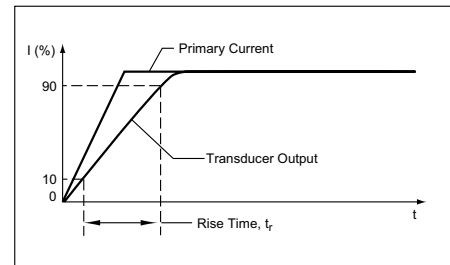 I (%)
Primary Current
90
Transducer Output
10
0
t
Rise Time, tr